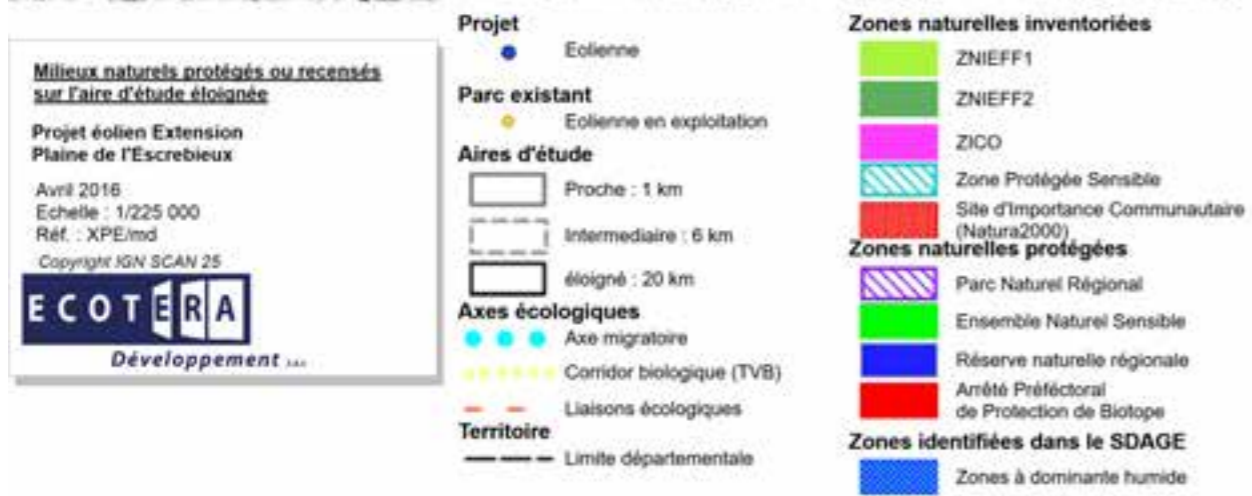 Milieux naturels protégés ou recensés
sur l'aire d'étude éloignée
Projet éolien Extension
Plaine de l'Escrebieux
Avril 2016
Echelle : 1/225 000
Réf. : XPE/md
Copyright IGN SCAN 25
ECOTERA
Développement
Projet
Eolienne
Parc existant
Eolienne en exploitation
Aires d'étude
Proche : 1 km
Intermediaire : 6 km
éloigné : 20 km
Axes écologiques
Axe migratoire
Corridor biologique (TVB)
Liaisons écologiques
Territoire
Limite départementale
Zones naturelles inventoriées
ZNIEFF1
ZNIEFF2
ZICO
Zone Protégée Sensible
Site d'Importance Communautaire
(Natura2000)
Zones naturelles protégées
Parc Naturel Régional
Ensemble Naturel Sensible
Réserve naturelle régionale
Arrêté Préféctoral
de Protection de Biotope
Zones identifiées dans le SDAGE
Zones à dominante humide